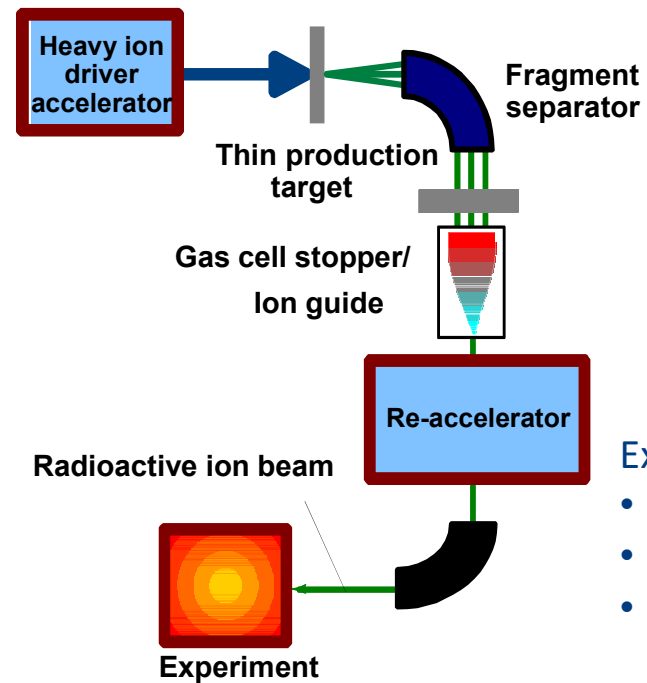 Heavy ion
driver
accelerator
Fragment
separator
Thin production
target
Gas cell stopper/
Ion guide
Re-accelerator
Ex
•
•
•
Radioactive ion beam
Experiment